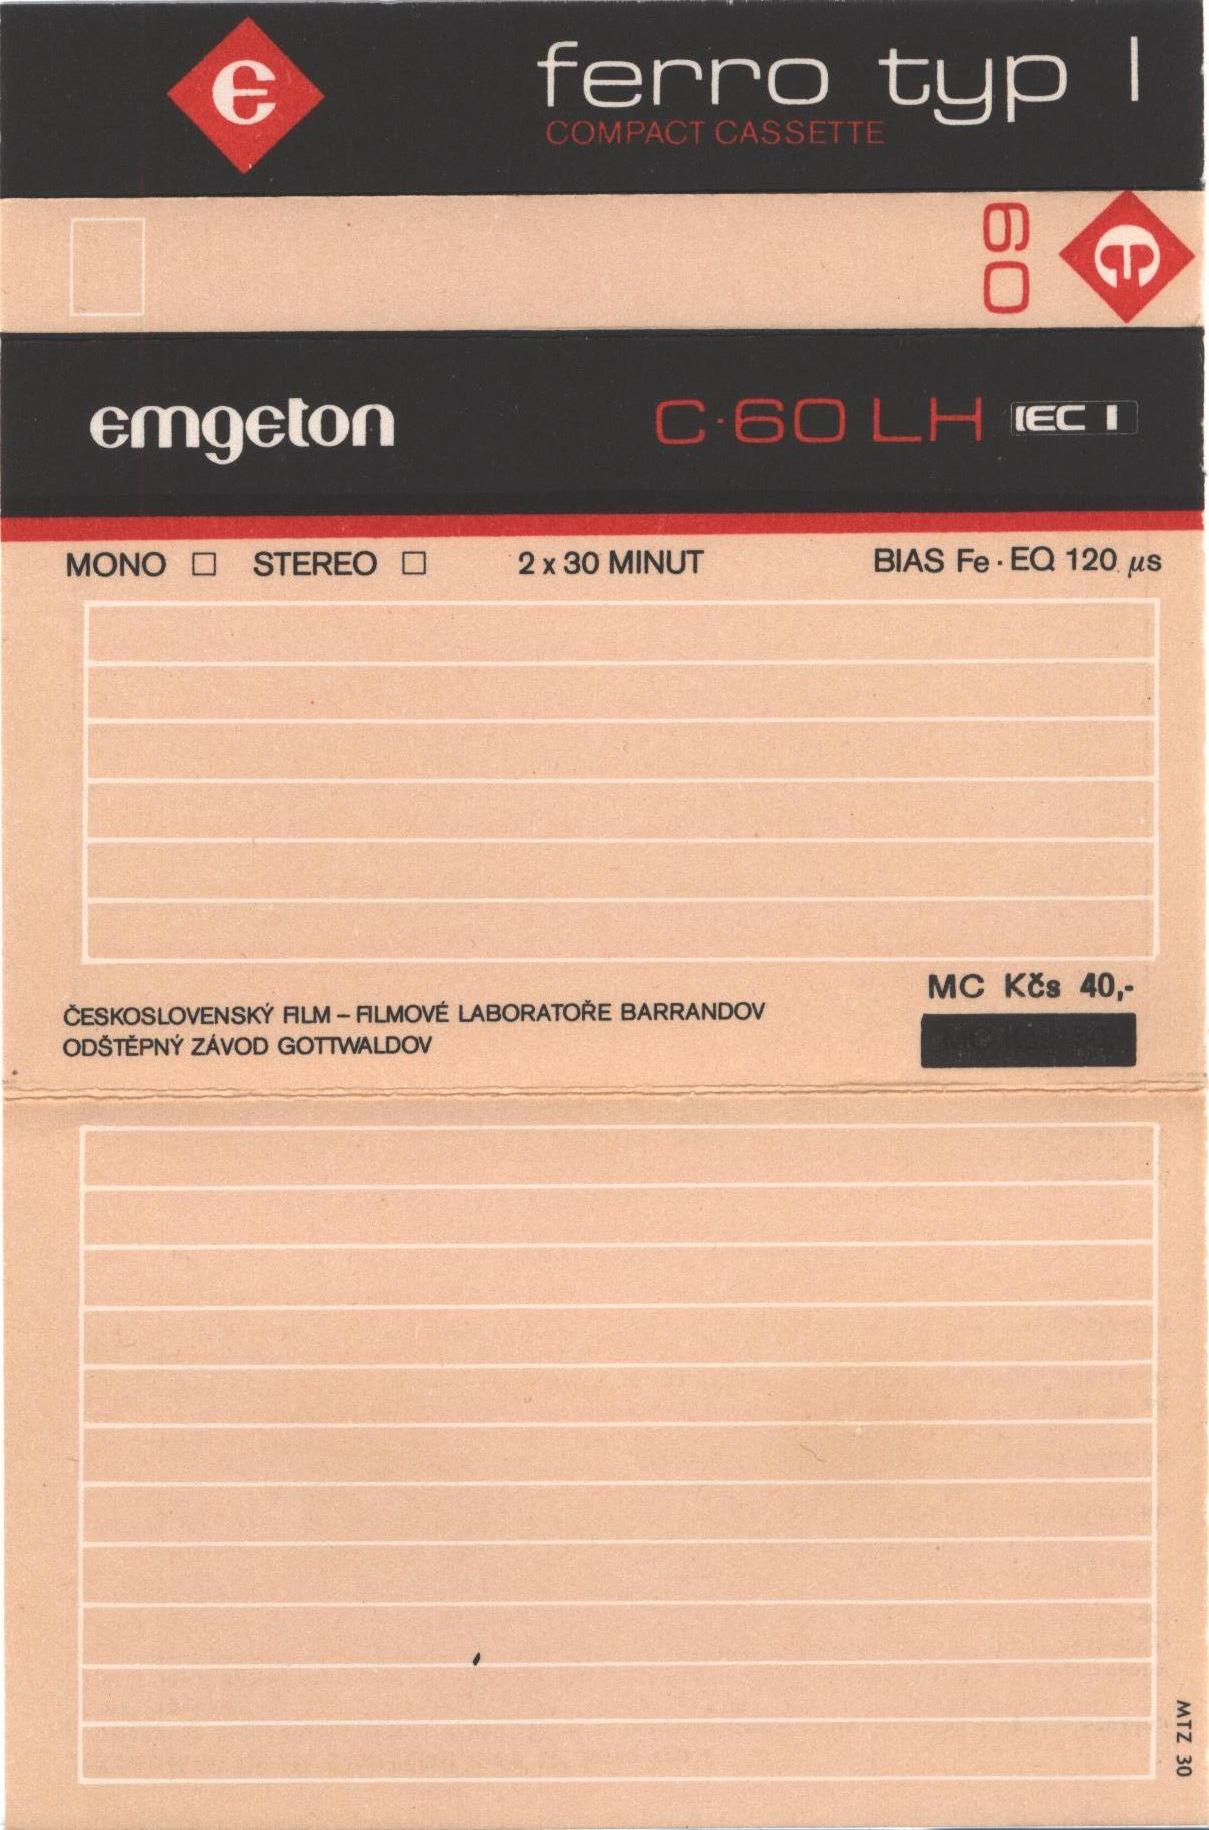 e ferro typ I
COMPACT CASSETTE
60 e
emgeton C·60 LH IEC I
MONO STEREO 2 x 30 MINUT BIAS Fe · EQ 120 μs
MC Kčs 40,-
ČESKOSLOVENSKÝ FILM – FILMOVÉ LABORATOŘE BARRANDOV
ODŠTĚPNÝ ZÁVOD GOTTWALDOV
MTZ 30